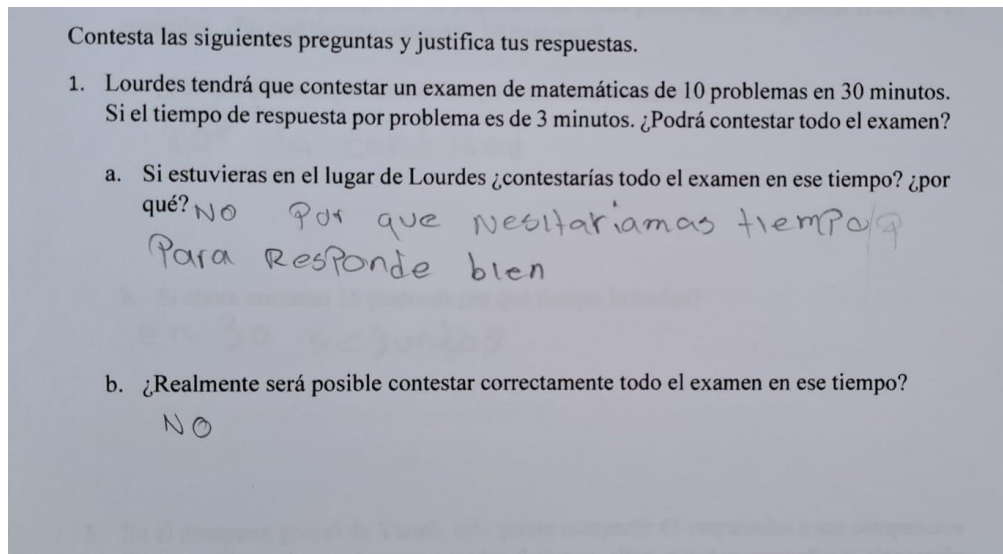 Contesta las siguientes preguntas y justifica tus respuestas.
1. Lourdes tendrá que contestar un examen de matemáticas de 10 problemas en 30 minutos.
Si el tiempo de respuesta por problema es de 3 minutos. ¿Podrá contestar todo el examen?
a. Si estuvieras en el lugar de Lourdes ¿contestarías todo el examen en ese tiempo? ¿por
qué? NO Por que Nesitariamas tiempo
Para Responde bien
b. ¿Realmente será posible contestar correctamente todo el examen en ese tiempo?
NO